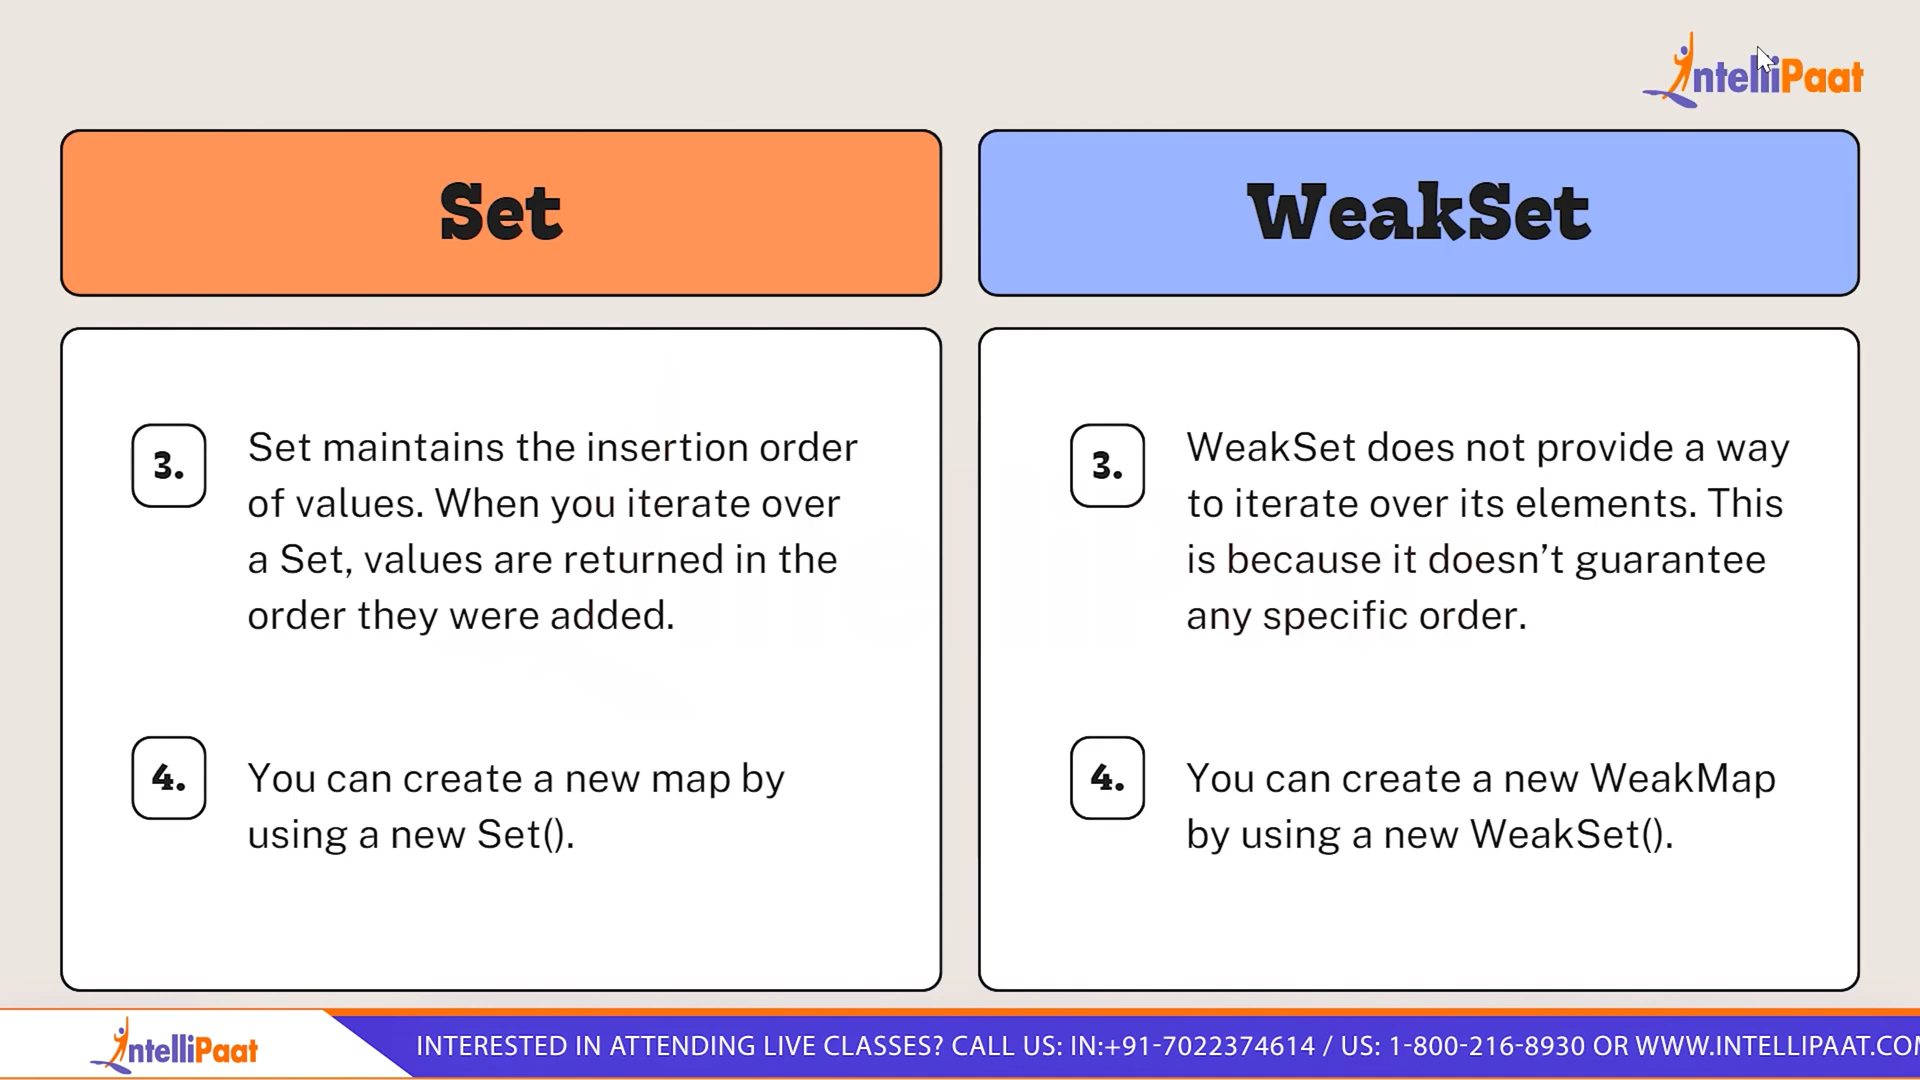 IntelliPaat
Set
WeakSet
3.
Set maintains the insertion order
of values. When you iterate over
a Set, values are returned in the
order they were added.
4.
You can create a new map by
using a new Set().
3.
WeakSet does not provide a way
to iterate over its elements. This
is because it doesn’t guarantee
any specific order.
4.
You can create a new WeakMap
by using a new WeakSet().
IntelliPaat
INTERESTED IN ATTENDING LIVE CLASSES? CALL US: IN:+91-7022374614 / US: 1-800-216-8930 OR WWW.INTELLIPAAT.COM